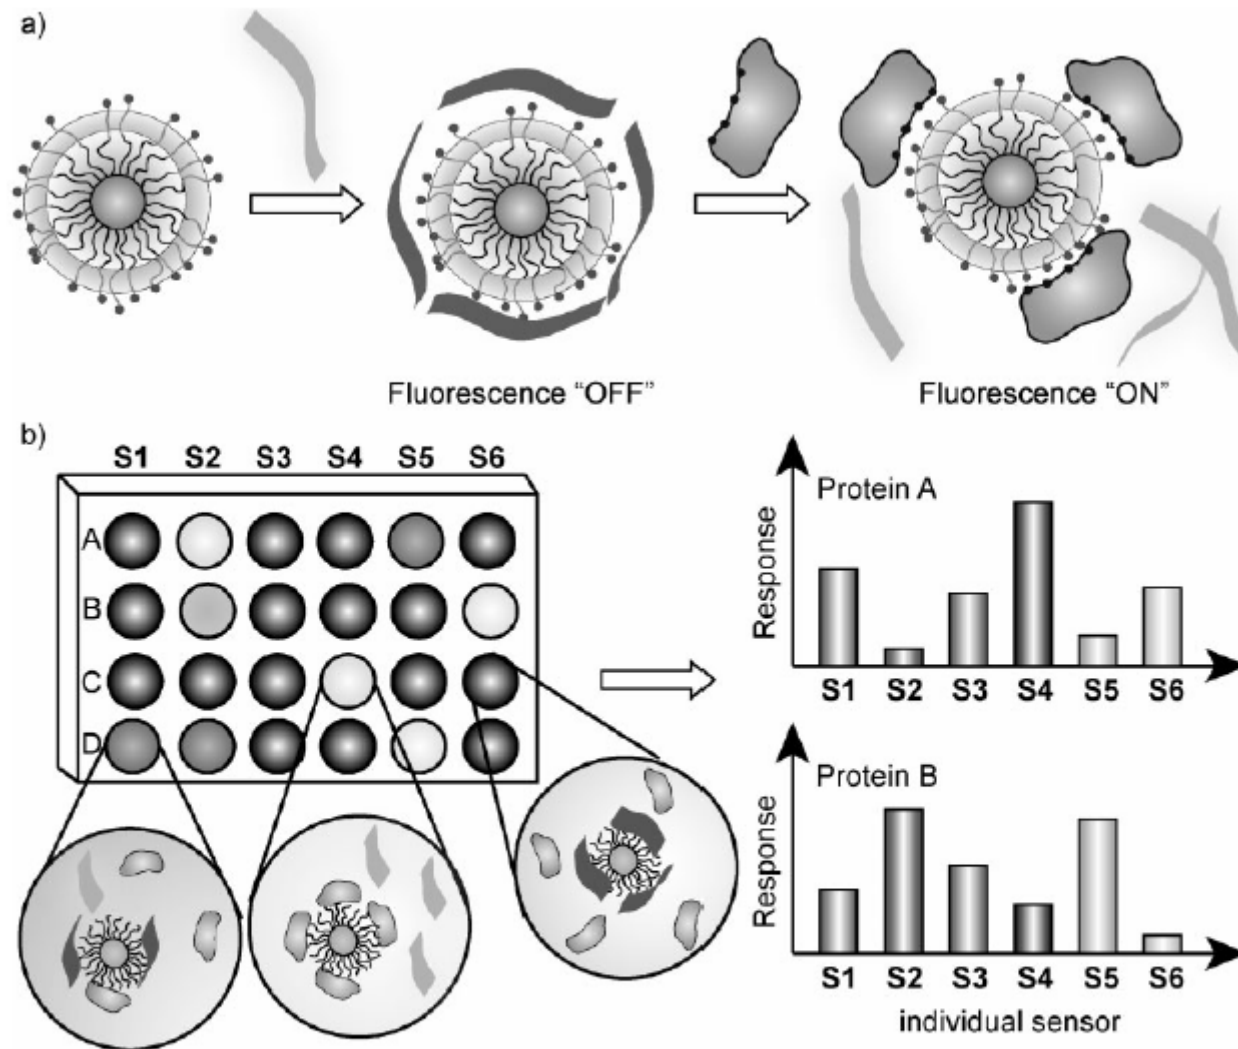 a)
Fluorescence “OFF”
Fluorescence “ON”
b)
S1 S2 S3 S4 S5 S6
A
B
C
D
Response
Protein A
S1 S2 S3 S4 S5 S6
Response
Protein B
S1 S2 S3 S4 S5 S6
individual sensor